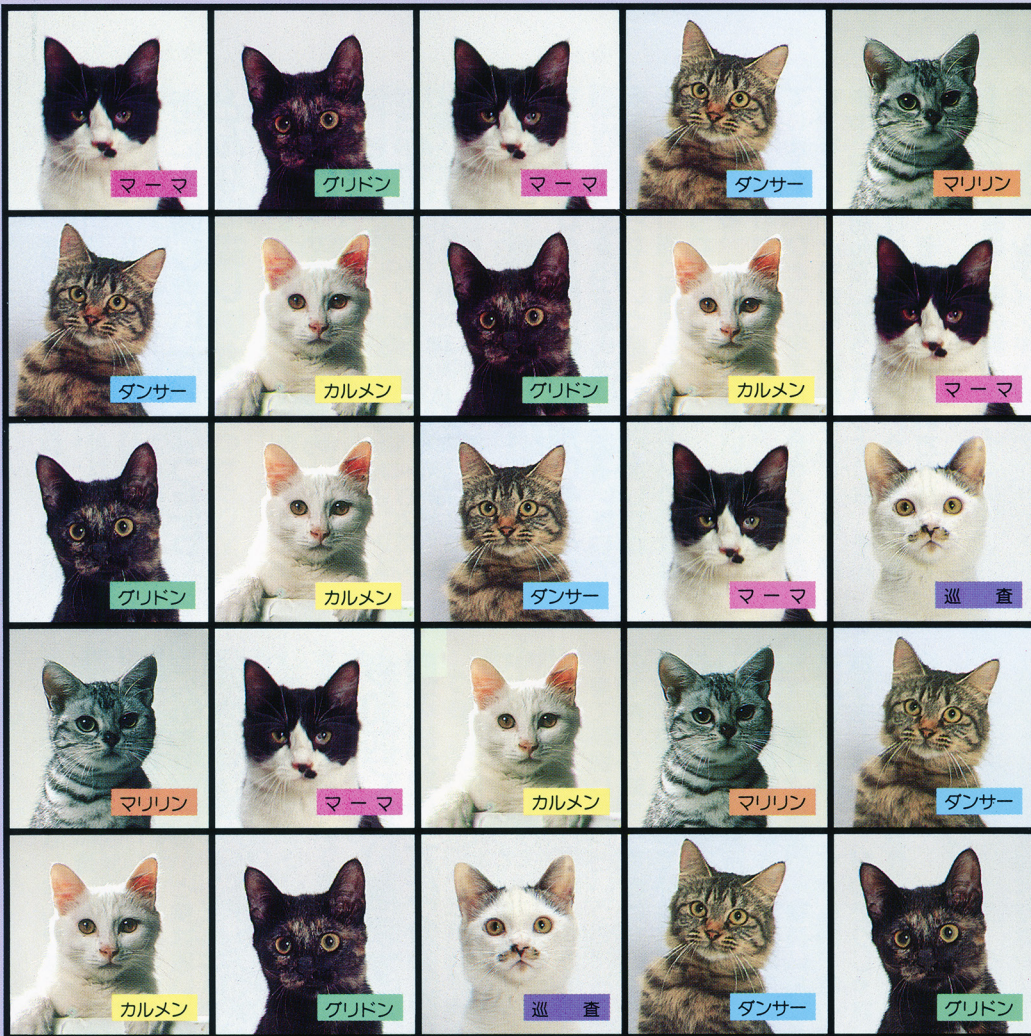 マーマ
グリドン
マーマ
ダンサー
マリリン
ダンサー
カルメン
グリドン
カルメン
マーマ
グリドン
カルメン
ダンサー
マーマ
巡査
マリリン
マーマ
カルメン
マリリン
ダンサー
カルメン
グリドン
巡査
ダンサー
グリドン